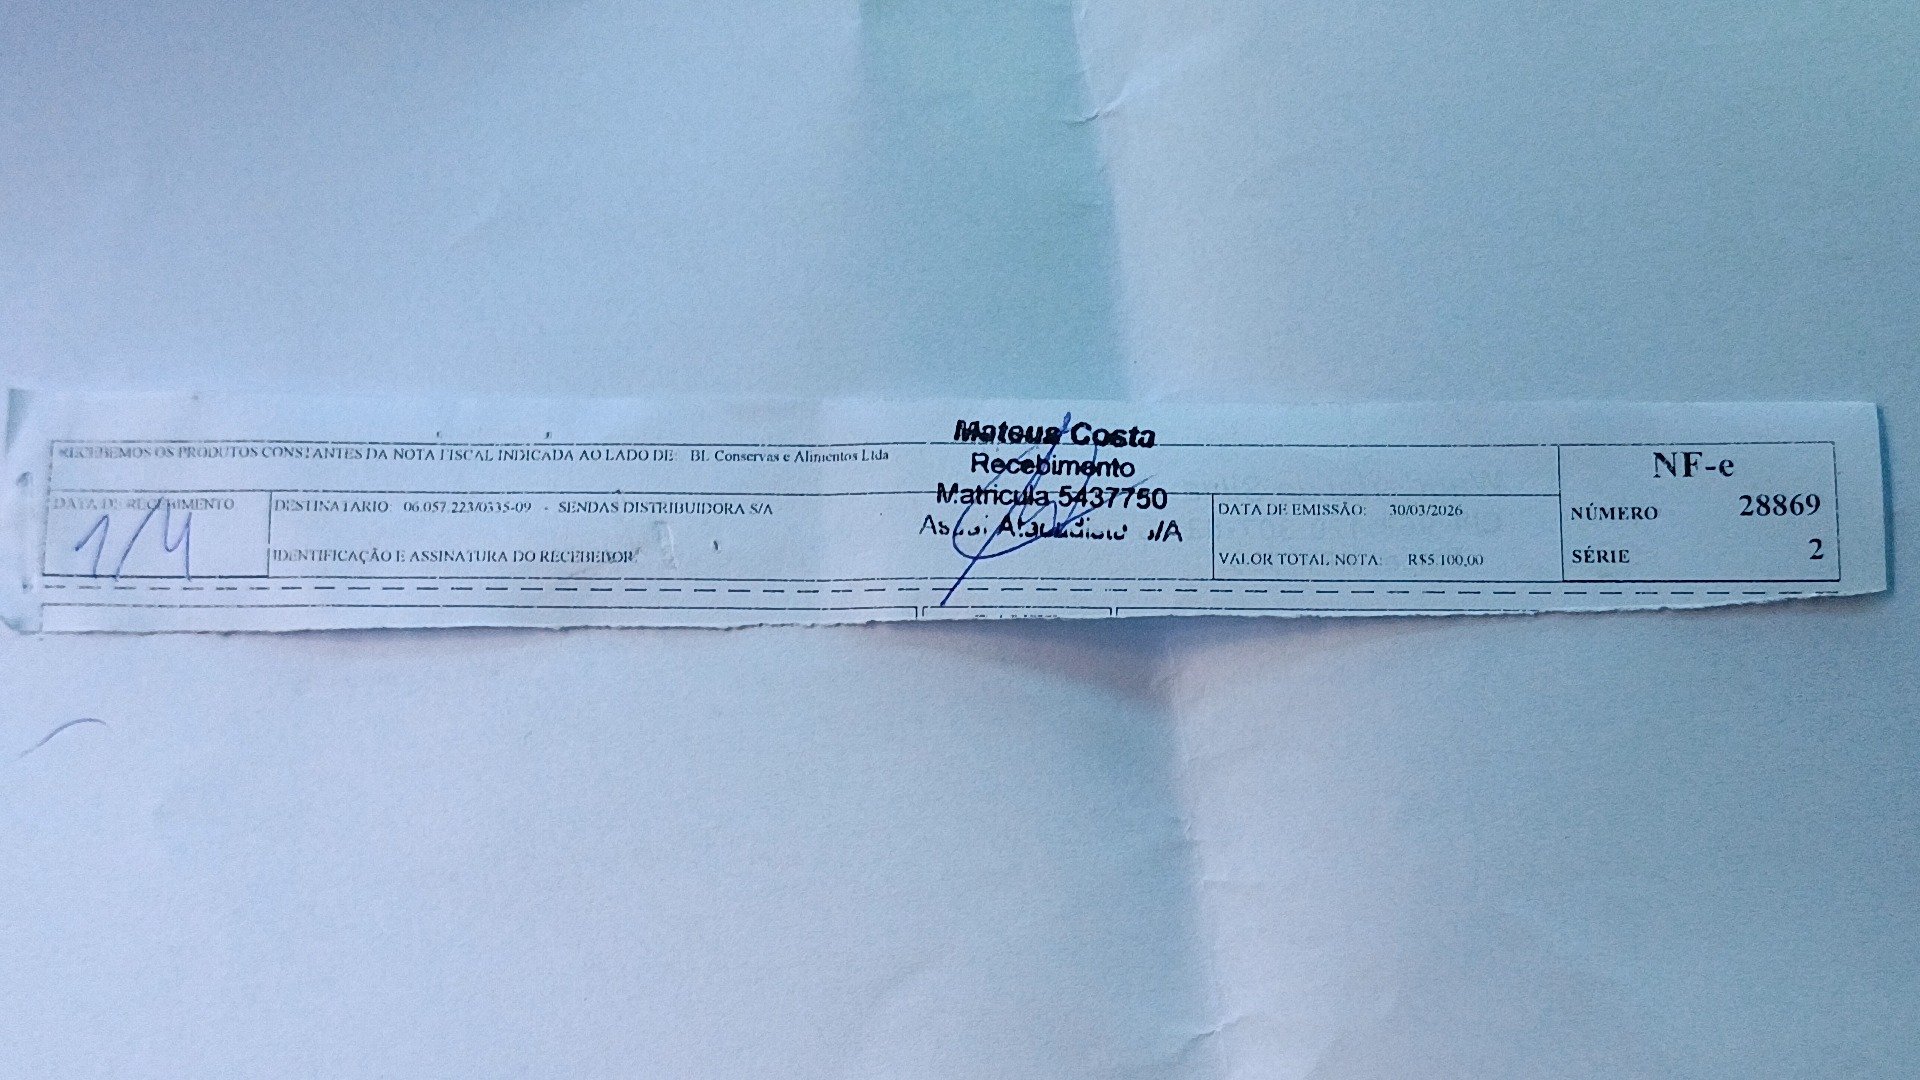 Mateus Costa
Recebimento
Matricula 5437750
RECEBEMOS OS PRODUTOS CONSTANTES DA NOTA FISCAL INDICADA AO LADO DE: BL Conservas e Alimentos Ltda
DATA DE RECEBIMENTO
1/4
DESTINATÁRIO: 06.057.223/0335-09 - SENDAS DISTRIBUIDORA S/A
IDENTIFICAÇÃO E ASSINATURA DO RECEBEDOR
DATA DE EMISSÃO: 30/03/2026
VALOR TOTAL NOTA: R$5.100,00
NF-e
NÚMERO 28869
SÉRIE 2